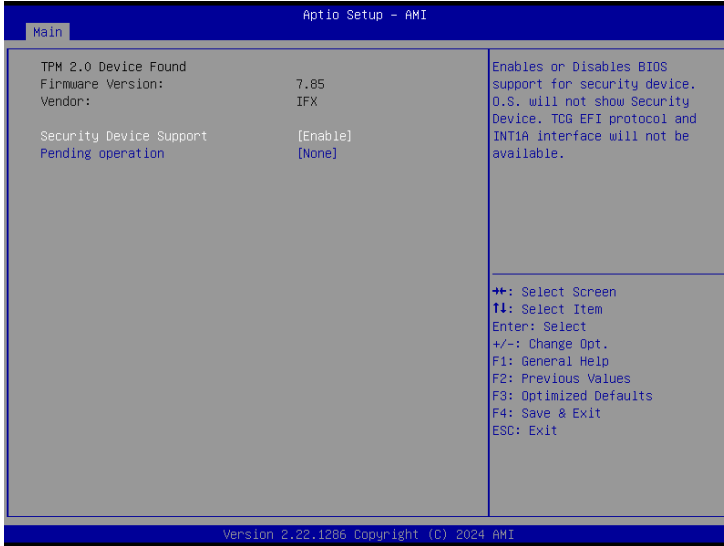 Aptio Setup – AMI
Main
TPM 2.0 Device Found
Firmware Version: 7.85
Vendor: IFX
Security Device Support [Enable]
Pending operation [None]
Enables or Disables BIOS
support for security device.
O.S. will not show Security
Device. TCG EFI protocol and
INT1A interface will not be
available.
→←: Select Screen
↑↓: Select Item
Enter: Select
+/-: Change Opt.
F1: General Help
F2: Previous Values
F3: Optimized Defaults
F4: Save & Exit
ESC: Exit
Version 2.22.1286 Copyright (C) 2024 AMI